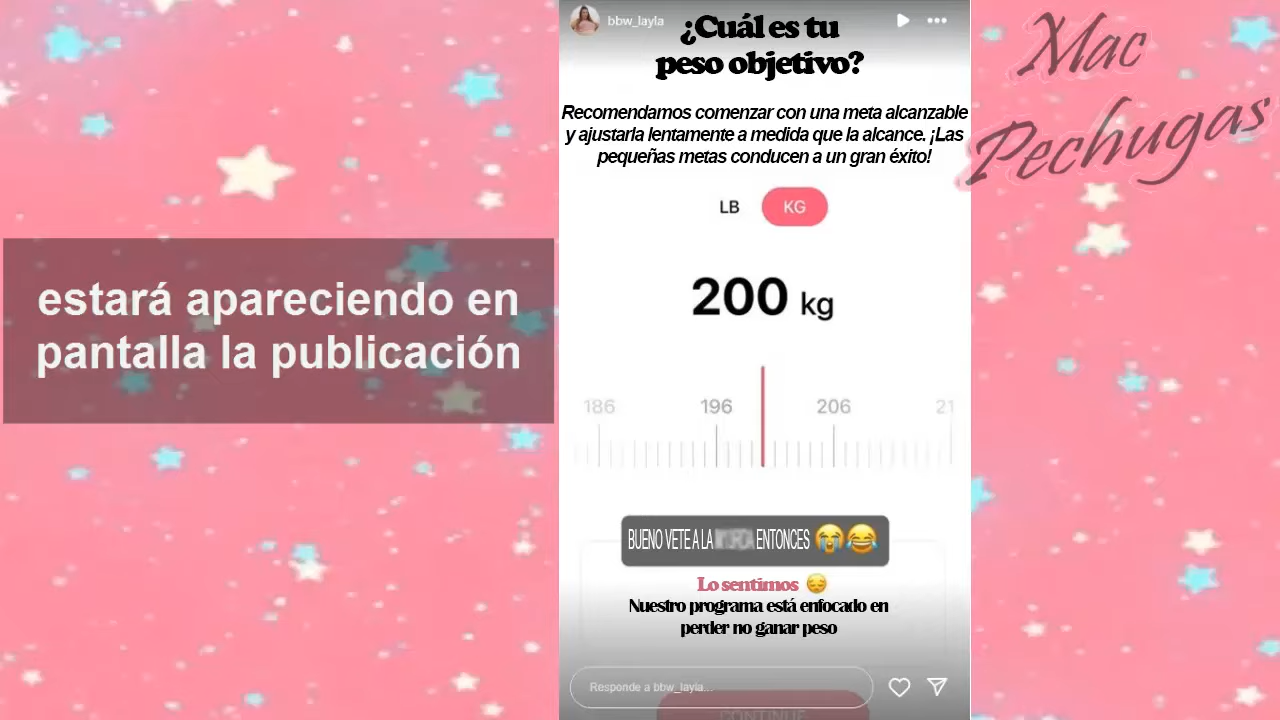 bbw_layla
¿Cuál es tu
peso objetivo?
Mac
Pechugas
Recomendamos comenzar con una meta alcanzable
y ajustarla lentamente a medida que la alcance. ¡Las
pequeñas metas conducen a un gran éxito!
LB KG
estará apareciendo en
pantalla la publicación
200 kg
186 196 206 21
BUENO VETE A LA ENTONCES 😭😂
Lo sentimos 😔
Nuestro programa está enfocado en
perder no ganar peso
Responde a bbw_layla...
CONTINUE